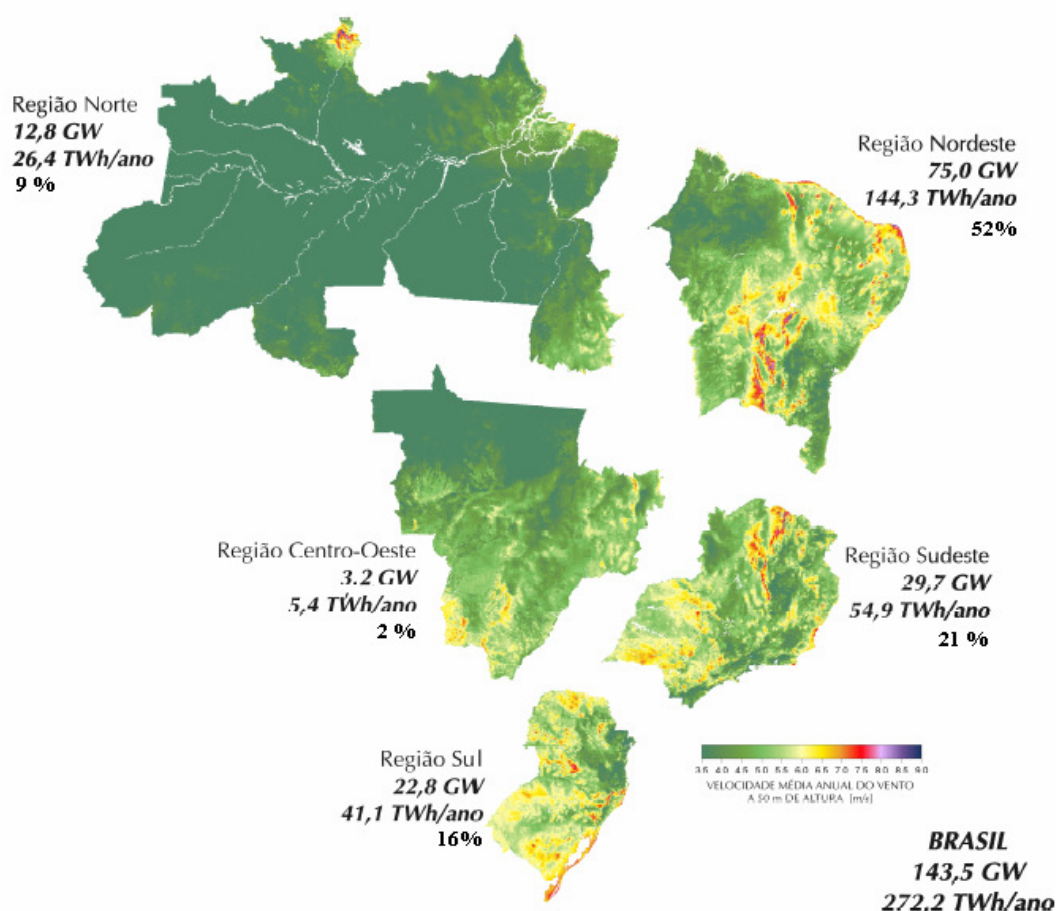 Região Norte
12,8 GW
26,4 TWh/ano
9 %
Região Nordeste
75,0 GW
144,3 TWh/ano
52%
Região Centro-Oeste
3.2 GW
5,4 TWh/ano
2 %
Região Sudeste
29,7 GW
54,9 TWh/ano
21 %
Região Sul
22,8 GW
41,1 TWh/ano
16%
3.5 4.0 4.5 5.0 5.5 6.0 6.5 7.0 7.5 8.0 8.5 9.0
VELOCIDADE MÉDIA ANUAL DO VENTO
A 50 m DE ALTURA [m/s]
BRASIL
143,5 GW
272,2 TWh/ano